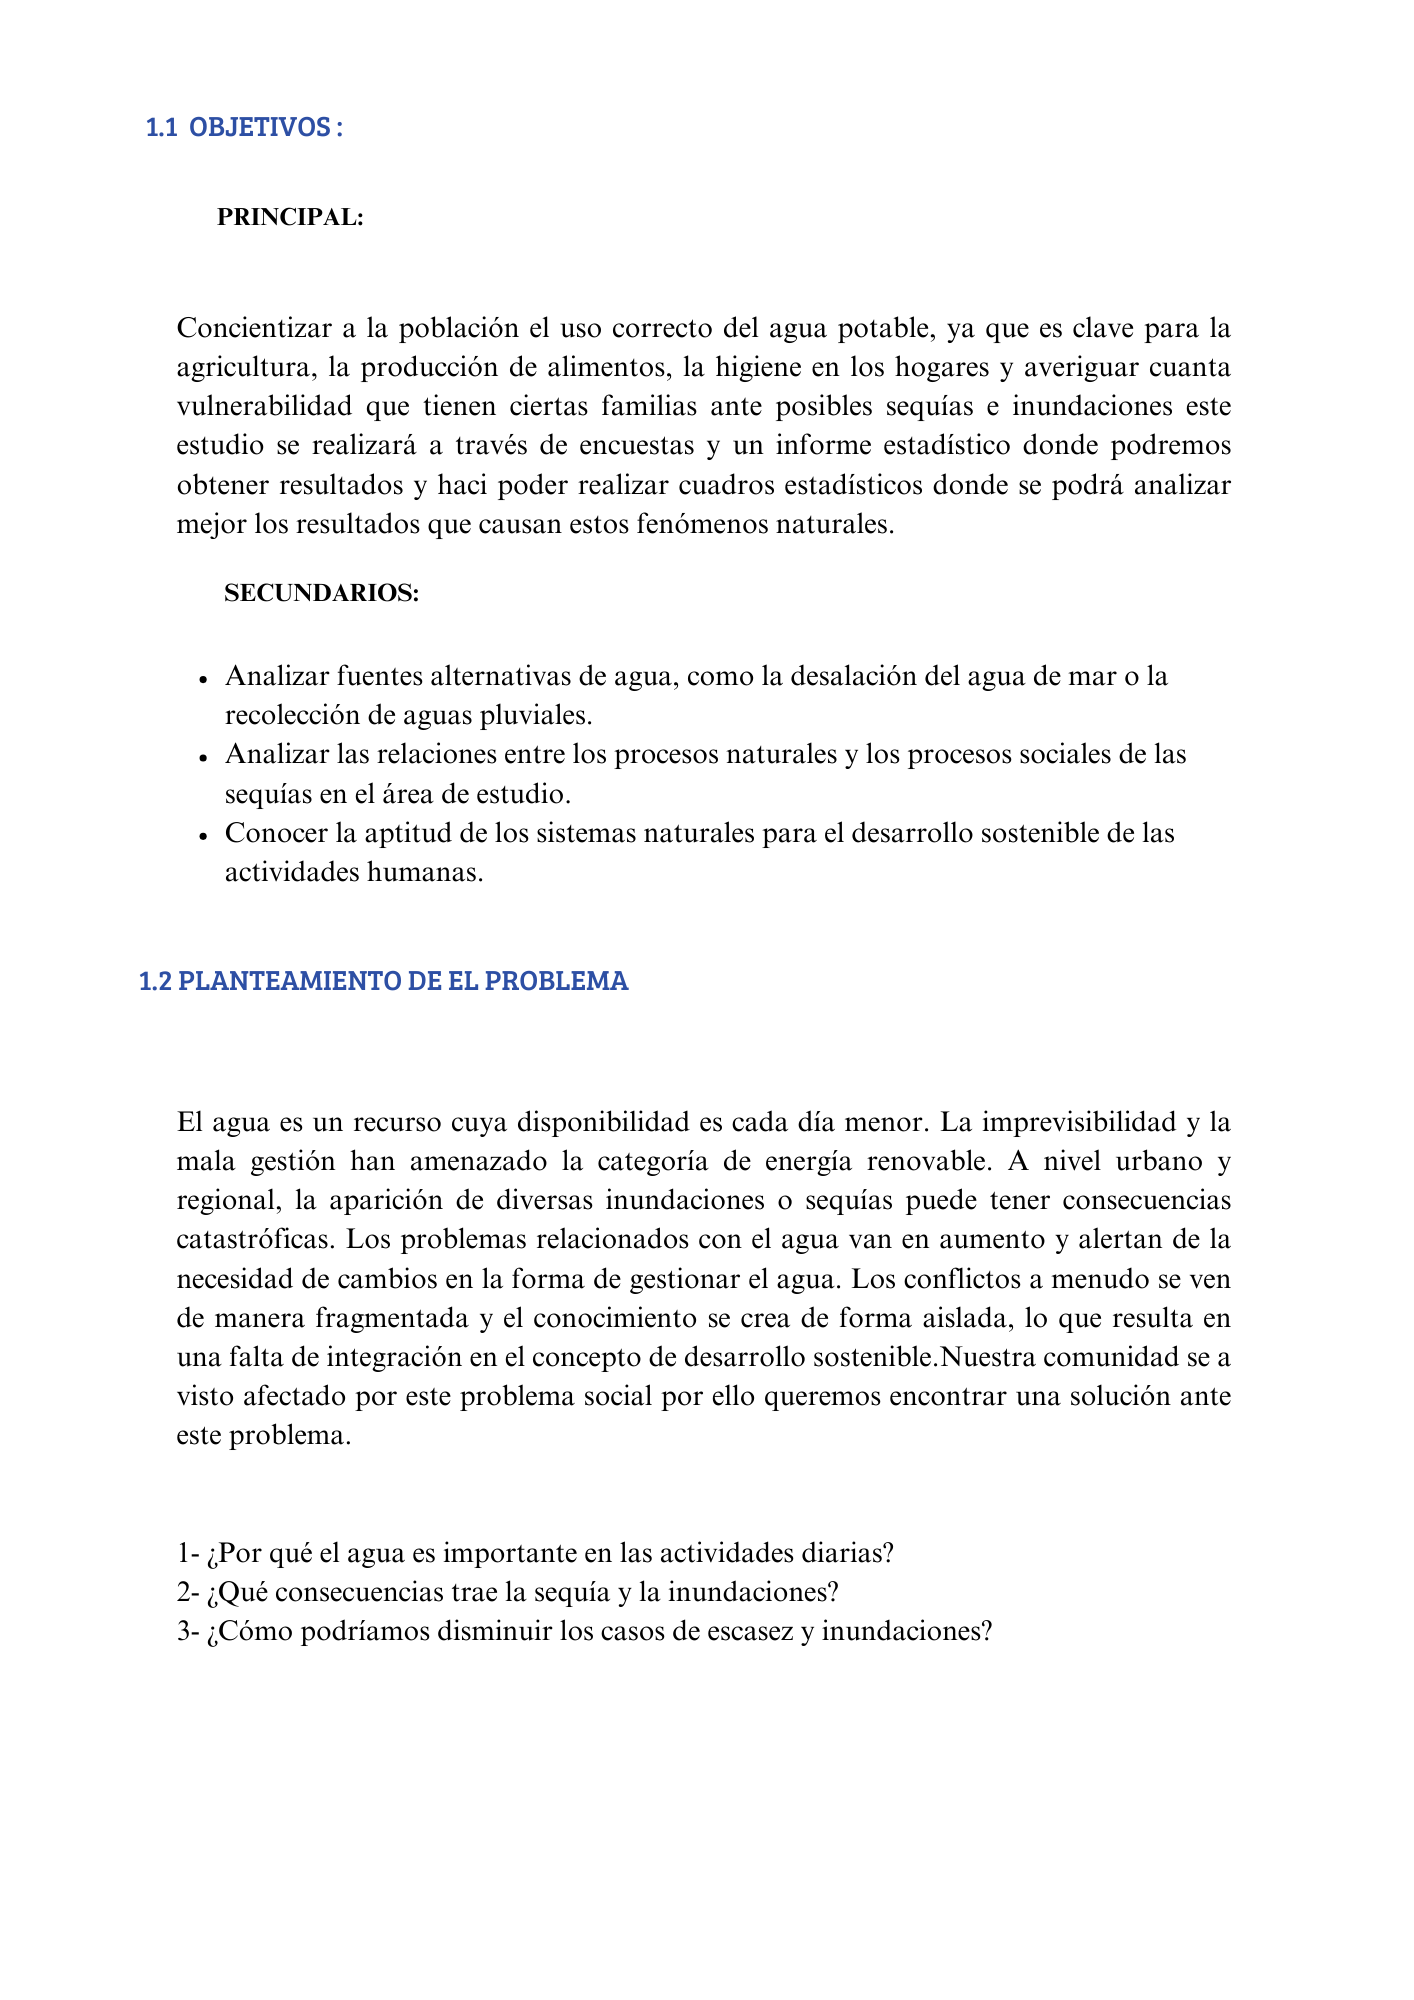 1.1 OBJETIVOS :
PRINCIPAL:
Concientizar a la población el uso correcto del agua potable, ya que es clave para la
agricultura, la producción de alimentos, la higiene en los hogares y averiguar cuanta
vulnerabilidad que tienen ciertas familias ante posibles sequías e inundaciones este
estudio se realizará a través de encuestas y un informe estadístico donde podremos
obtener resultados y haci poder realizar cuadros estadísticos donde se podrá analizar
mejor los resultados que causan estos fenómenos naturales.
SECUNDARIOS:
• Analizar fuentes alternativas de agua, como la desalación del agua de mar o la
recolección de aguas pluviales.
• Analizar las relaciones entre los procesos naturales y los procesos sociales de las
sequías en el área de estudio.
• Conocer la aptitud de los sistemas naturales para el desarrollo sostenible de las
actividades humanas.
1.2 PLANTEAMIENTO DE EL PROBLEMA
El agua es un recurso cuya disponibilidad es cada día menor. La imprevisibilidad y la
mala gestión han amenazado la categoría de energía renovable. A nivel urbano y
regional, la aparición de diversas inundaciones o sequías puede tener consecuencias
catastróficas. Los problemas relacionados con el agua van en aumento y alertan de la
necesidad de cambios en la forma de gestionar el agua. Los conflictos a menudo se ven
de manera fragmentada y el conocimiento se crea de forma aislada, lo que resulta en
una falta de integración en el concepto de desarrollo sostenible.Nuestra comunidad se a
visto afectado por este problema social por ello queremos encontrar una solución ante
este problema.
1- ¿Por qué el agua es importante en las actividades diarias?
2- ¿Qué consecuencias trae la sequía y la inundaciones?
3- ¿Cómo podríamos disminuir los casos de escasez y inundaciones?